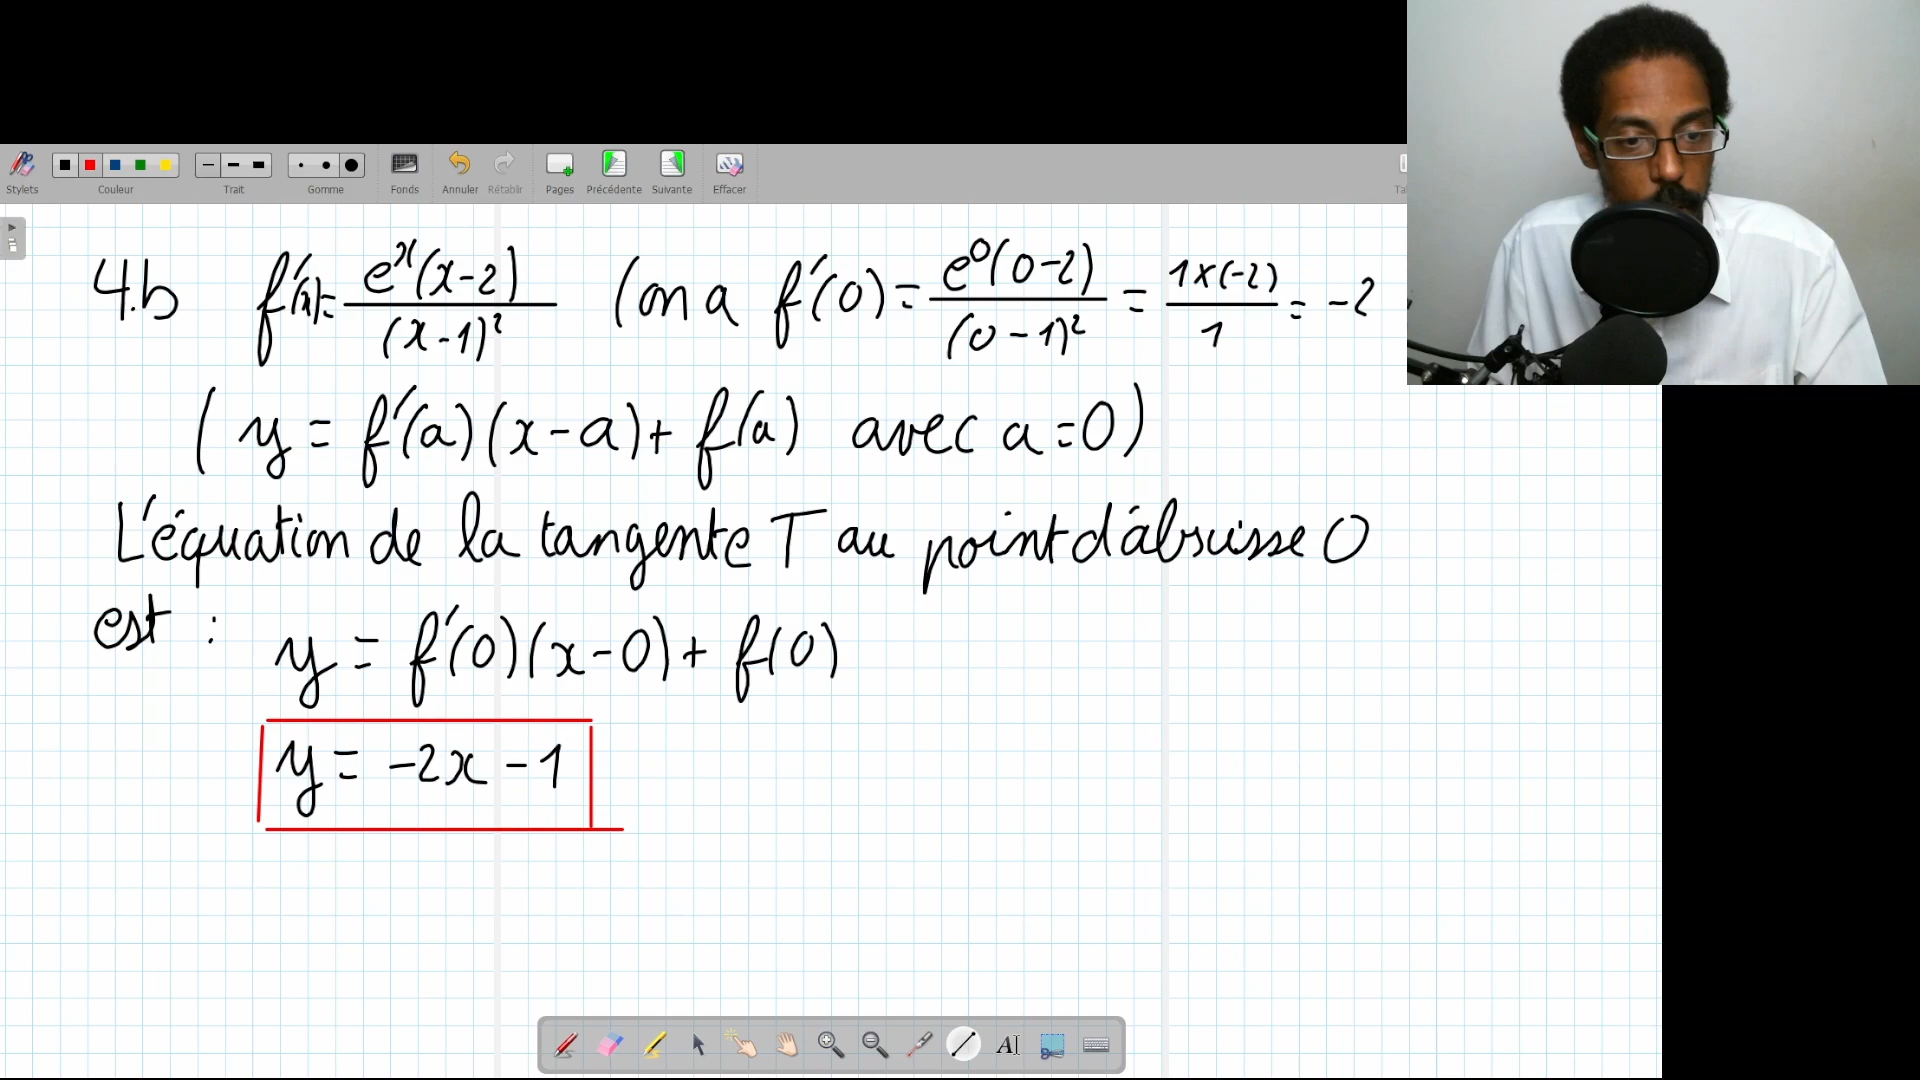 Stylets Couleur Trait Gomme Fonds Annuler Rétablir Pages Précédente Suivante Effacer
4.b f'(x)= e^x(x-2)/(x-1)² (on a f'(0)= e^0(0-2)/(0-1)² = 1×(-2)/1 = -2
( y = f'(a)(x-a)+ f(a) avec a=0)
L'équation de la tangente T au point d'abscisse 0
est : y = f'(0)(x-0)+ f(0)
y = -2x - 1